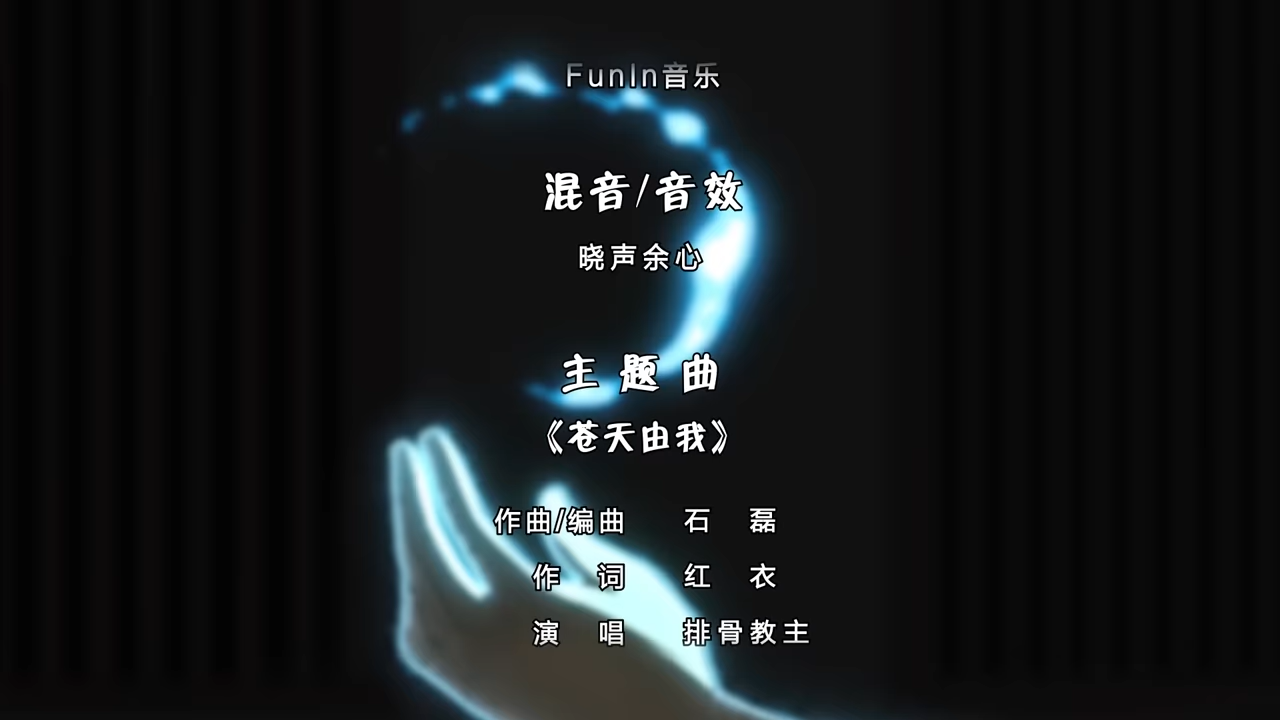 FunIn音乐
混音/音效
晓声余心
主题曲
《苍天由我》
作曲/编曲 石磊
作词 红衣
演唱 排骨教主